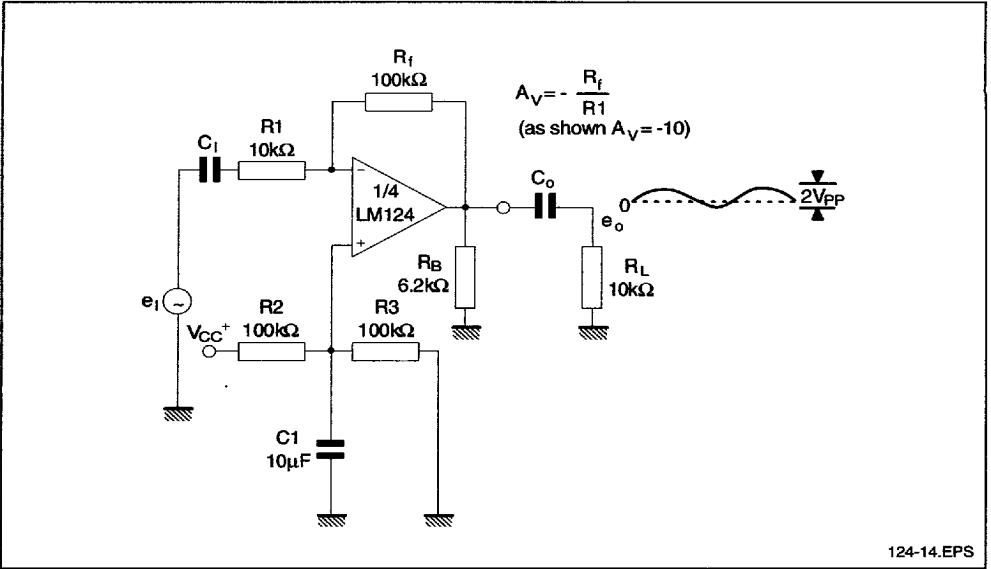 Rf
100kΩ
AV = - Rf
R1
(as shown AV = -10)
R1
10kΩ
CI
Co
2VPP
0
eo
1/4
LM124
-
+
RB
6.2kΩ
RL
10kΩ
eI
~
VCC+
R2
100kΩ
R3
100kΩ
C1
10µF
124-14.EPS